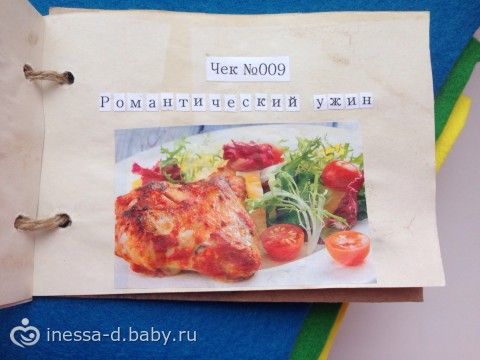 Чек №009
Романтический ужин
inessa-d.baby.ru